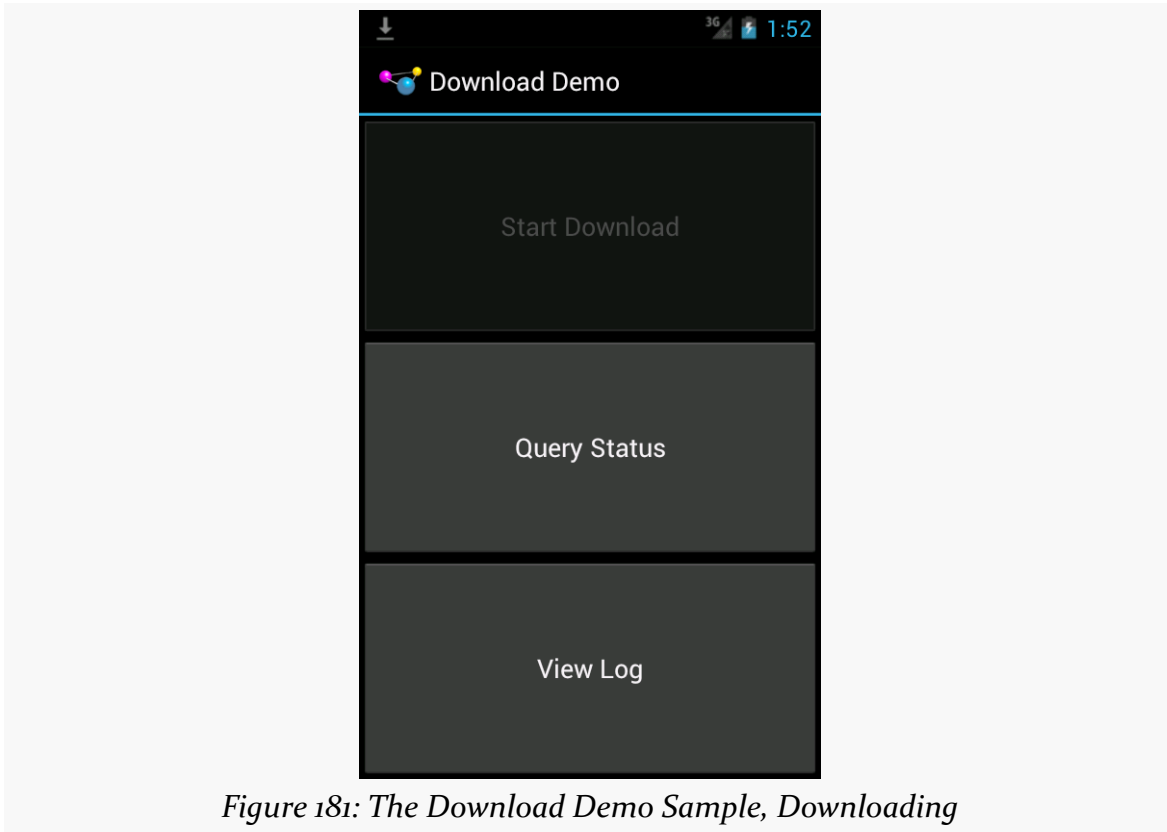 3G 1:52
Download Demo
Start Download
Query Status
View Log
Figure 181: The Download Demo Sample, Downloading